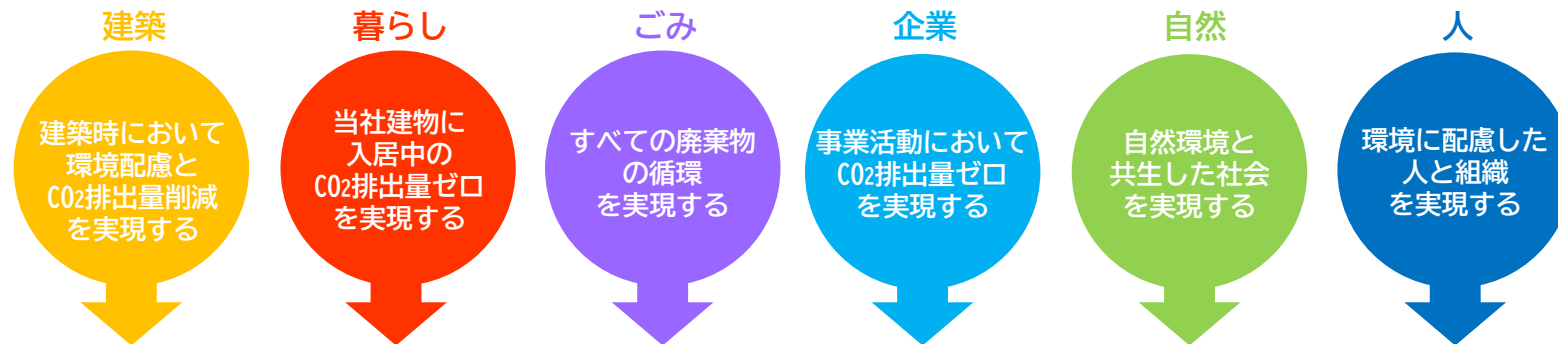 建築
建築時において
環境配慮と
CO2排出量削減
を実現する
暮らし
当社建物に
入居中の
CO2排出量ゼロ
を実現する
ごみ
すべての廃棄物
の循環
を実現する
企業
事業活動において
CO2排出量ゼロ
を実現する
自然
自然環境と
共生した社会
を実現する
人
環境に配慮した
人と組織
を実現する